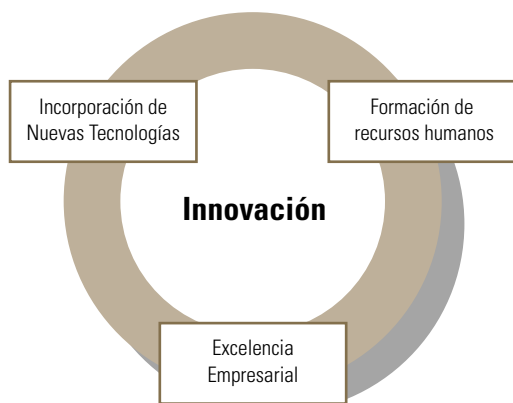 Incorporación de
Nuevas Tecnologías
Formación de
recursos humanos
Innovación
Excelencia
Empresarial